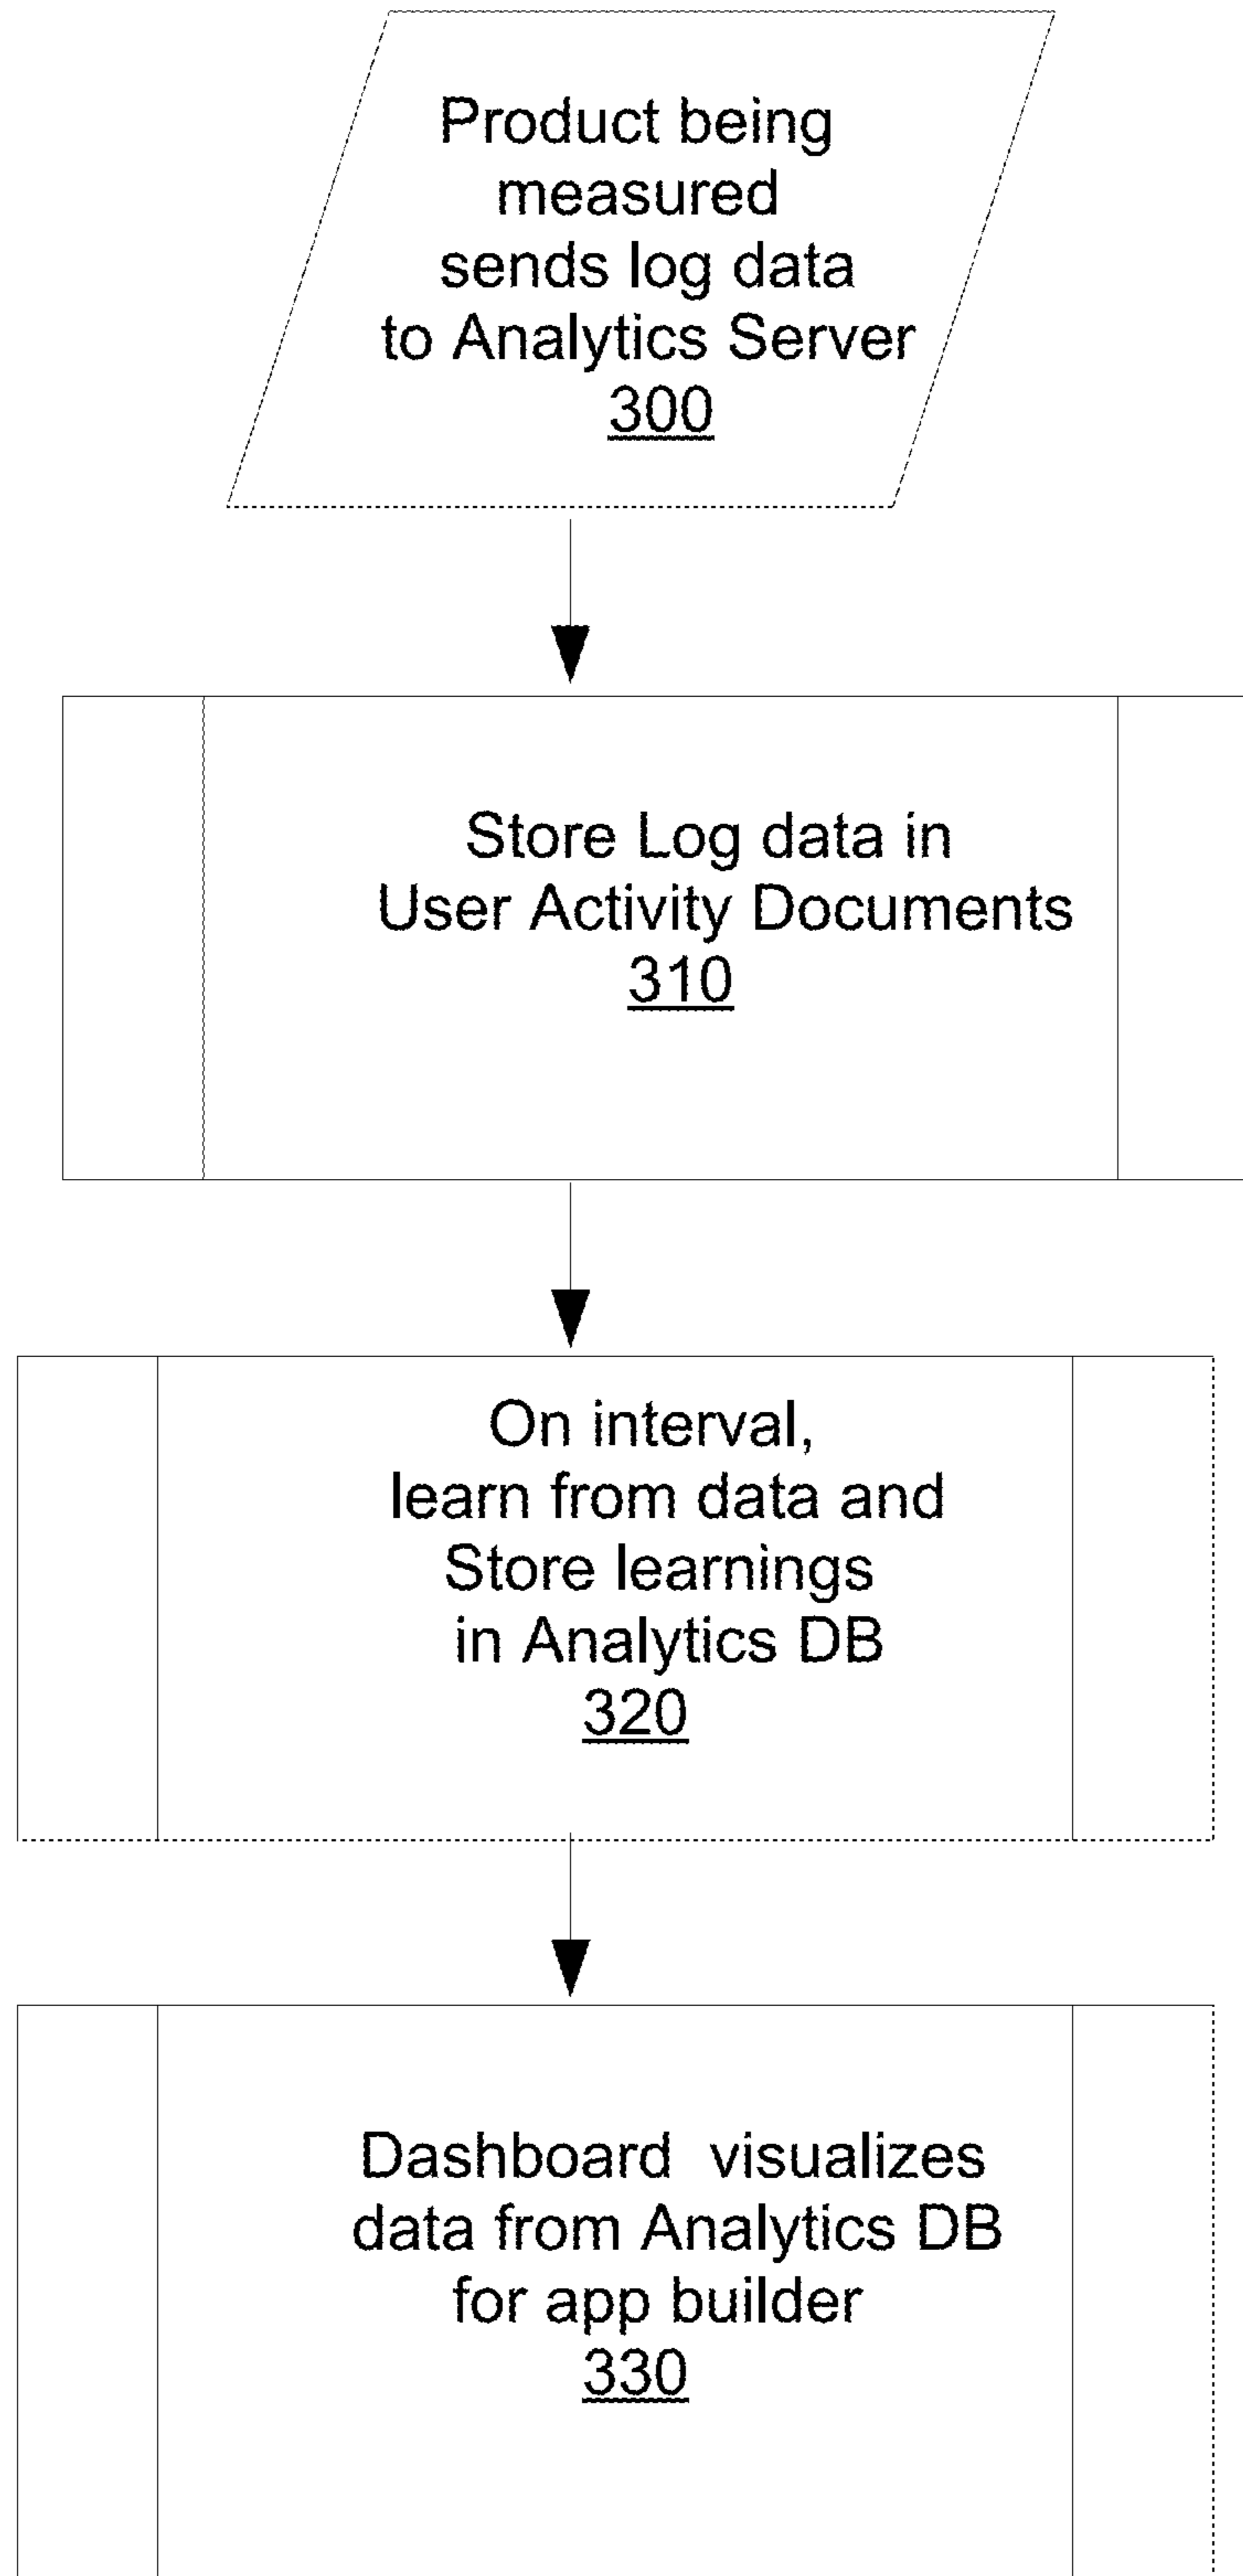 Product being
measured
sends log data
to Analytics Server
300
Store Log data in
User Activity Documents
310
On interval,
learn from data and
Store learnings
in Analytics DB
320
Dashboard visualizes
data from Analytics DB
for app builder
330